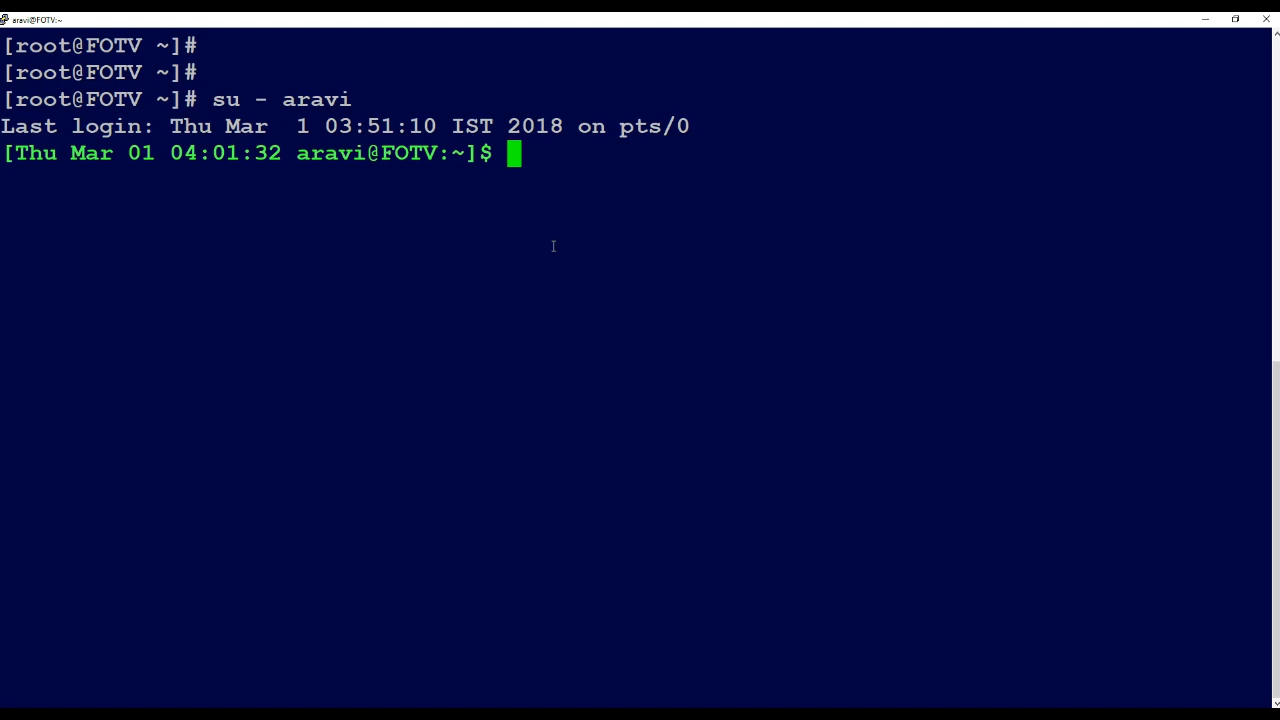 aravi@FOTV:~
[root@FOTV ~]#
[root@FOTV ~]#
[root@FOTV ~]# su - aravi
Last login: Thu Mar  1 03:51:10 IST 2018 on pts/0
[Thu Mar 01 04:01:32 aravi@FOTV:~]$